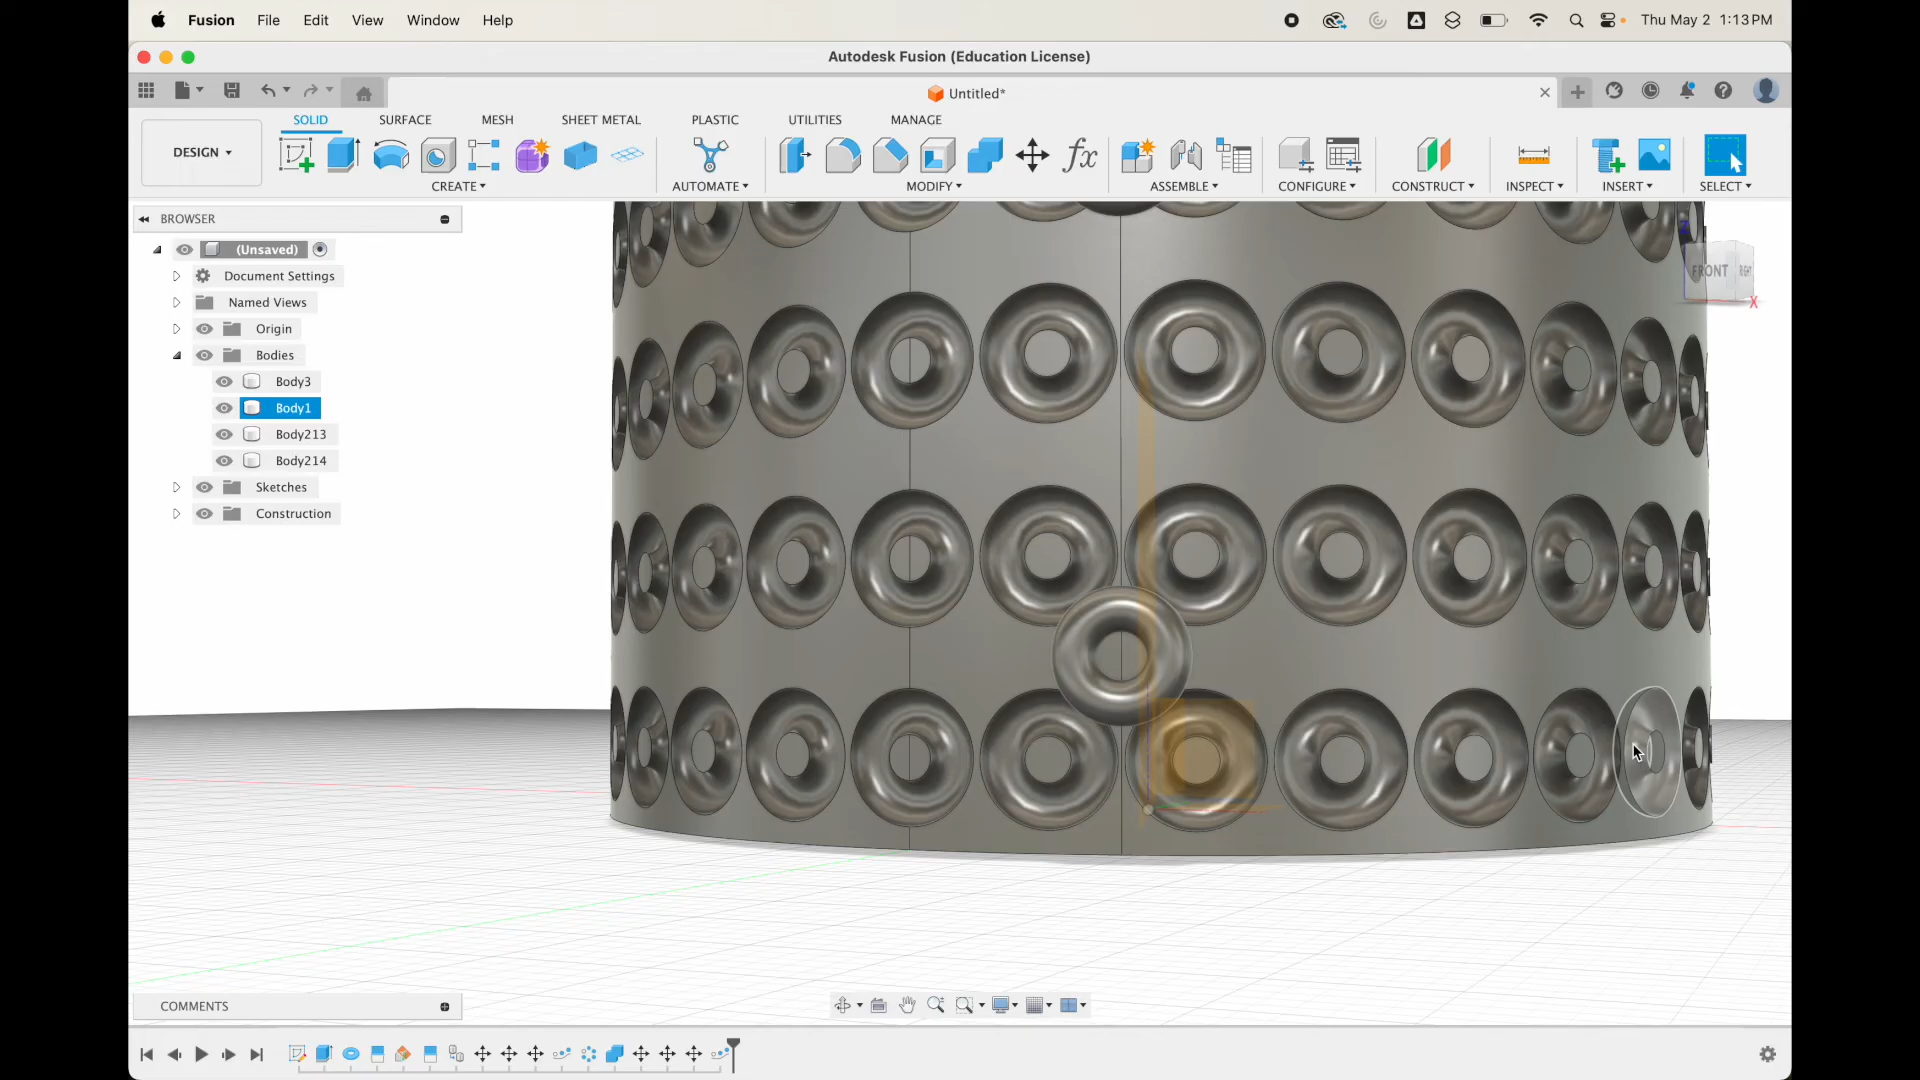 Fusion File Edit View Window Help Thu May 2 1:13 PM
Autodesk Fusion (Education License)
Untitled*
SOLID SURFACE MESH SHEET METAL PLASTIC UTILITIES MANAGE
DESIGN
CREATE AUTOMATE MODIFY ASSEMBLE CONFIGURE CONSTRUCT INSPECT INSERT SELECT
BROWSER
(Unsaved)
Document Settings
Named Views
Origin
Bodies
Body3
Body1
Body213
Body214
Sketches
Construction
Z
FRONT RIGHT
X
COMMENTS